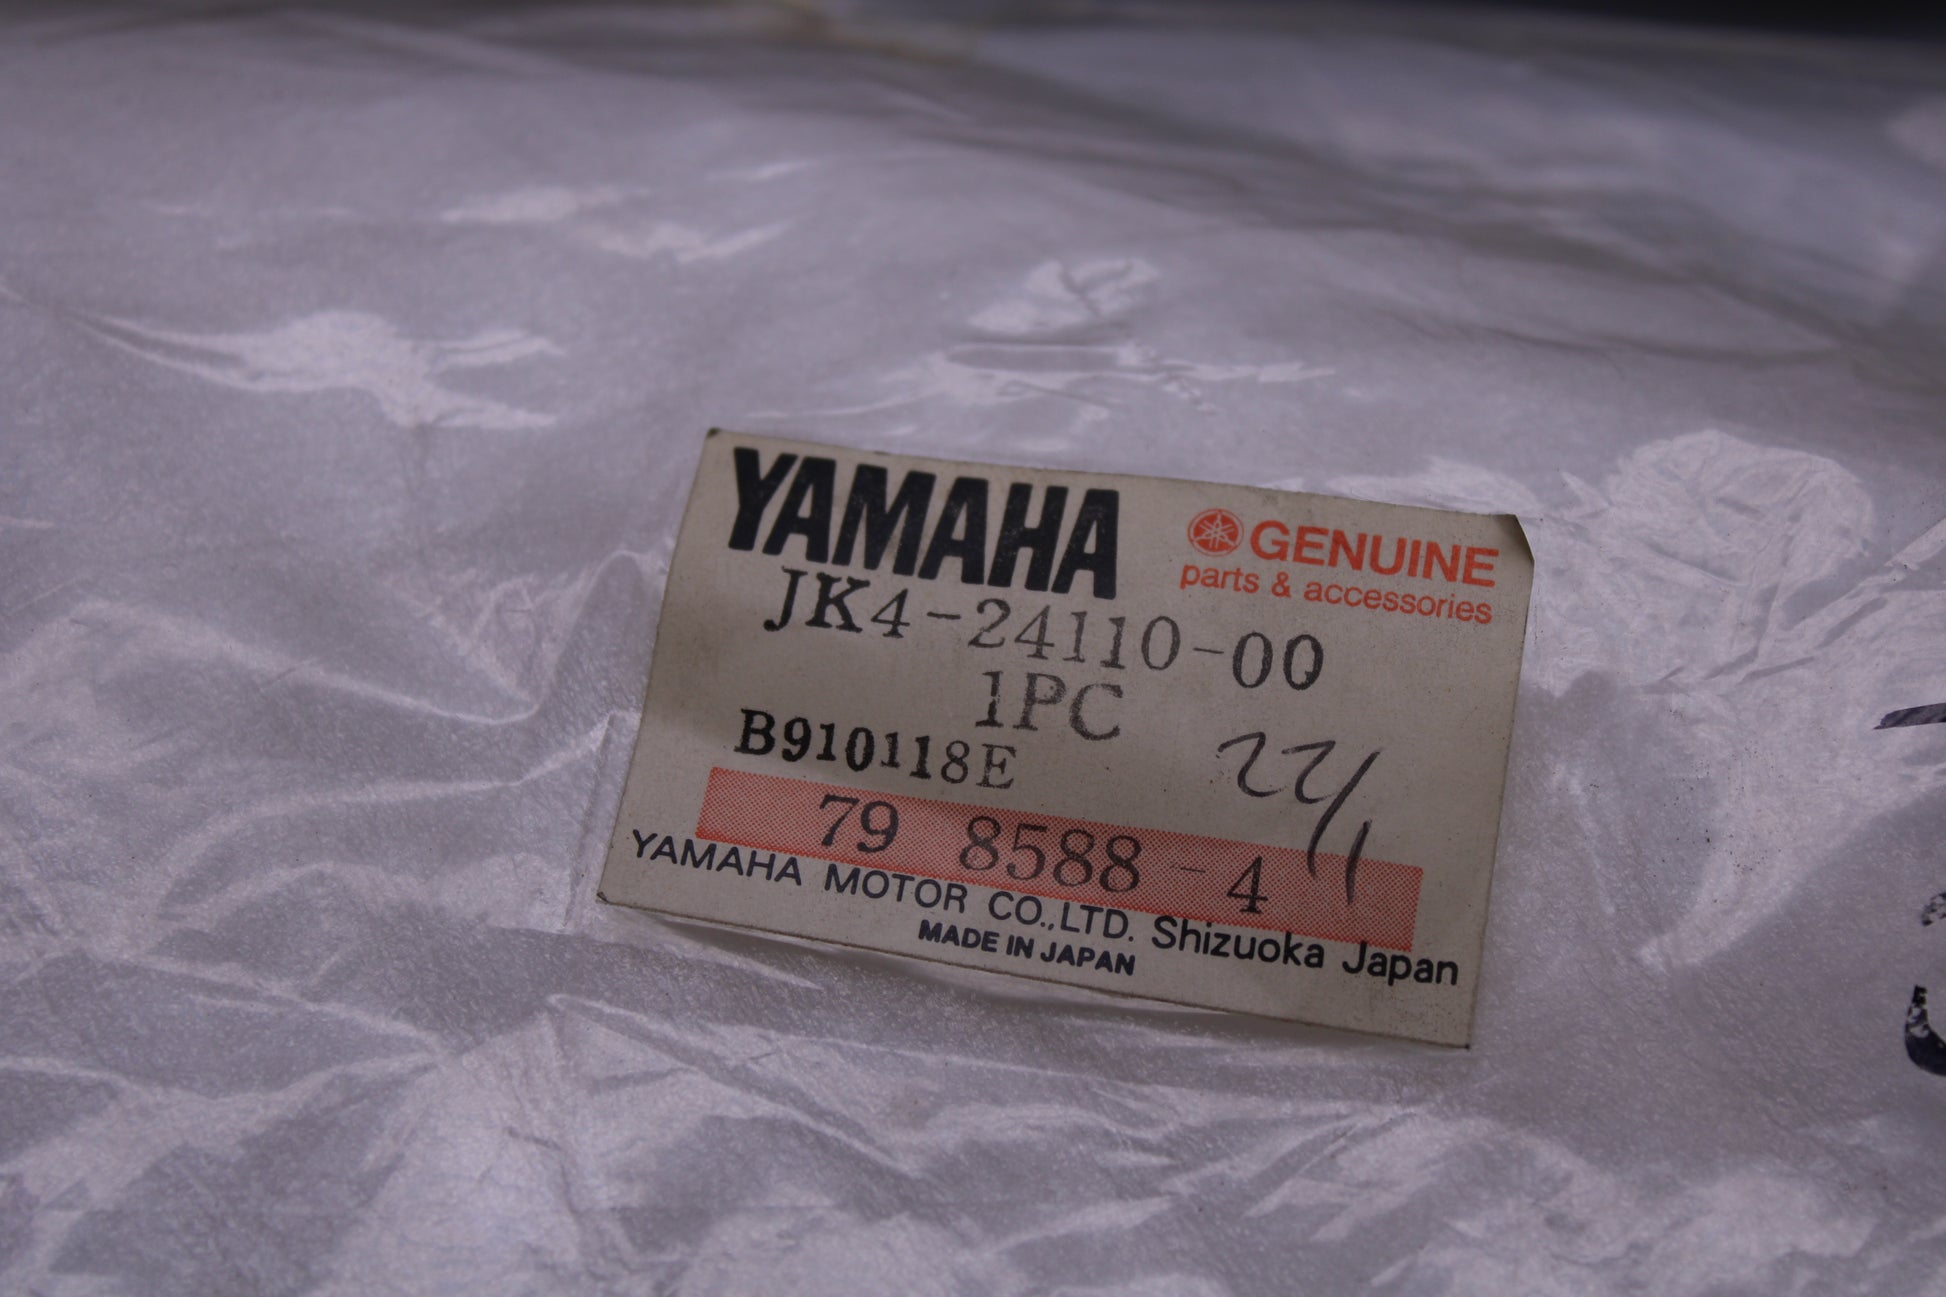 YAMAHA GENUINE
parts & accessories
JK4-24110-00
1PC
B910118E
79 8588-4
YAMAHA MOTOR CO.,LTD. Shizuoka Japan
MADE IN JAPAN